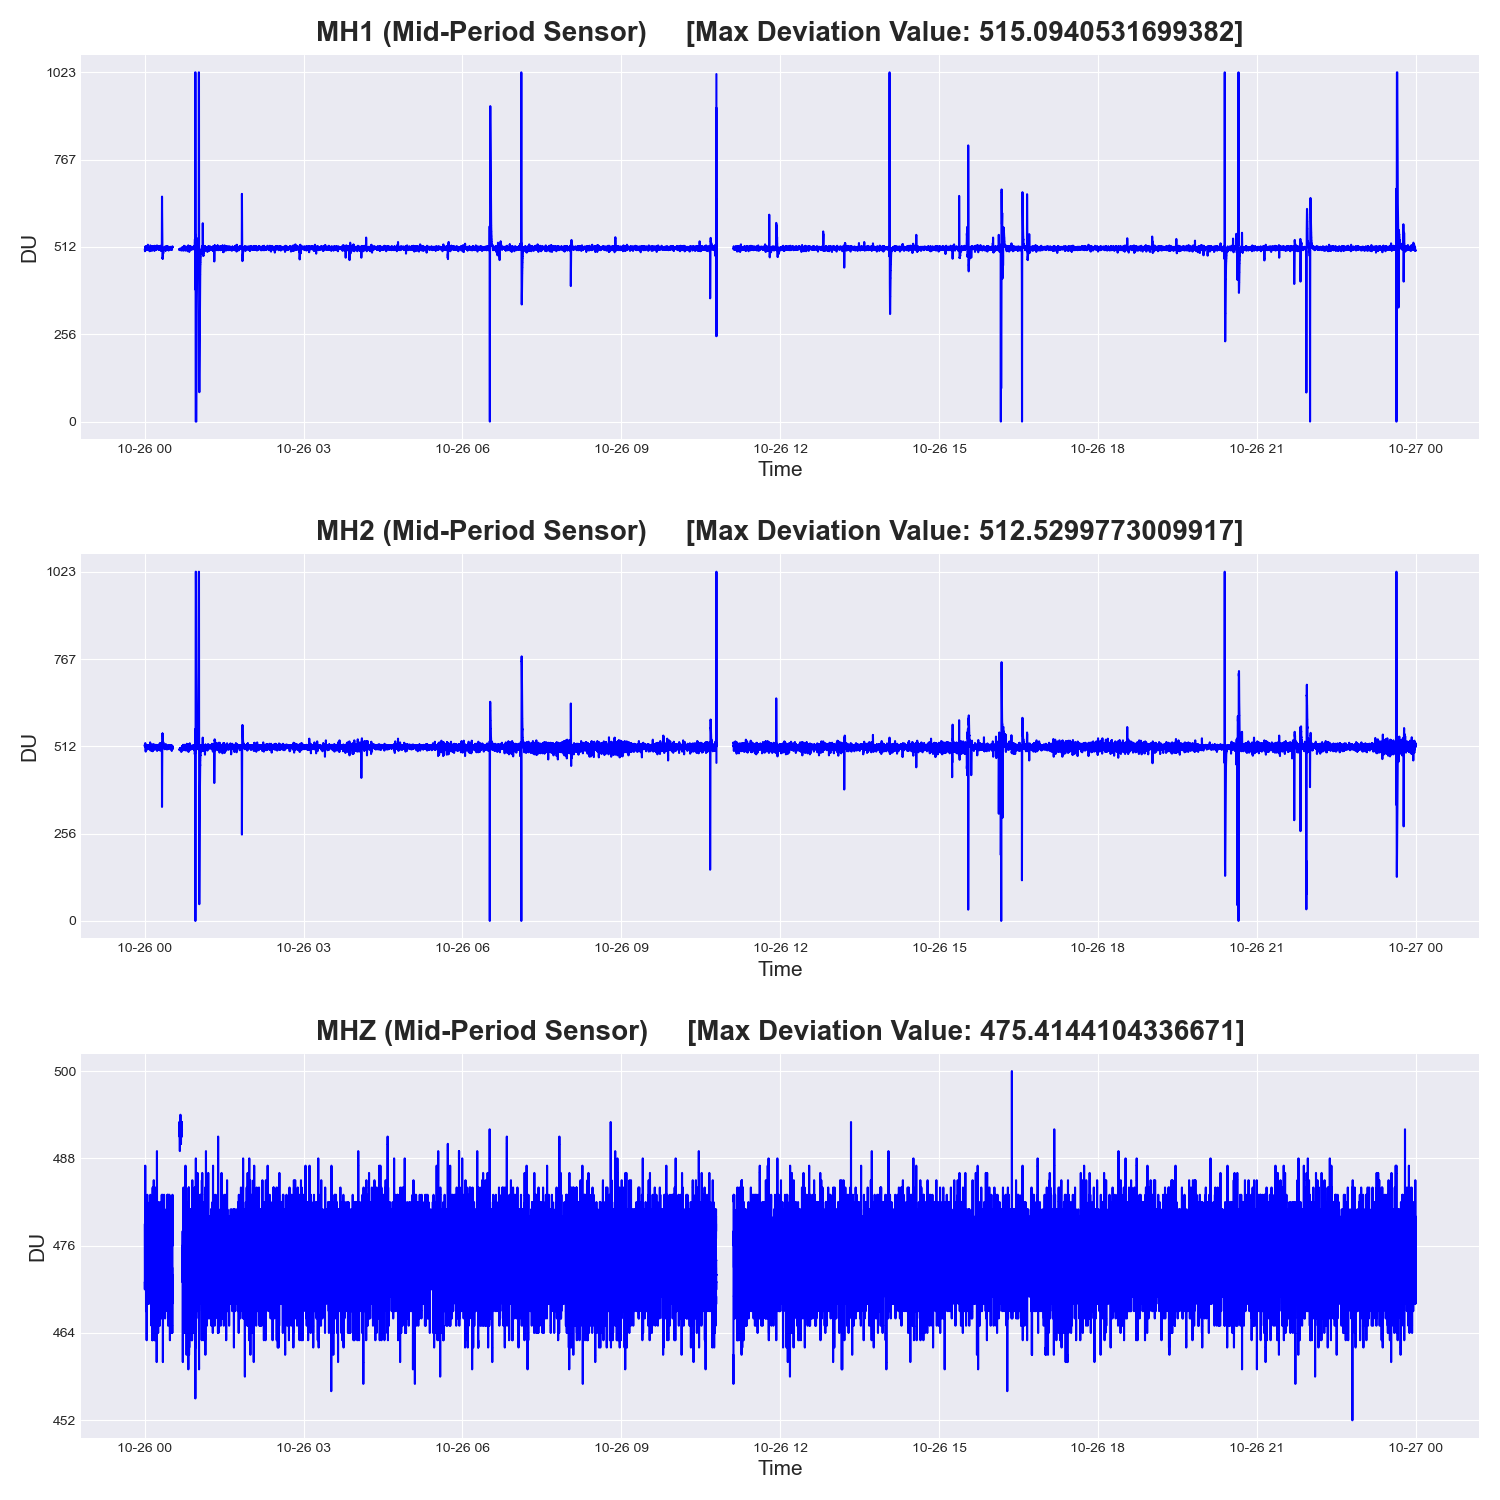 MH1 (Mid-Period Sensor) [Max Deviation Value: 515.0940531699382]
1023
767
512
256
0
DU
10-26 00 10-26 03 10-26 06 10-26 09 10-26 12 10-26 15 10-26 18 10-26 21 10-27 00
Time
MH2 (Mid-Period Sensor) [Max Deviation Value: 512.5299773009917]
1023
767
512
256
0
DU
10-26 00 10-26 03 10-26 06 10-26 09 10-26 12 10-26 15 10-26 18 10-26 21 10-27 00
Time
MHZ (Mid-Period Sensor) [Max Deviation Value: 475.4144104336671]
500
488
476
464
452
DU
10-26 00 10-26 03 10-26 06 10-26 09 10-26 12 10-26 15 10-26 18 10-26 21 10-27 00
Time